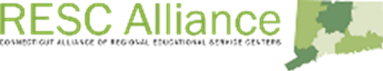 RESC Alliance
CONNECTICUT ALLIANCE OF REGIONAL EDUCATIONAL SERVICE CENTERS